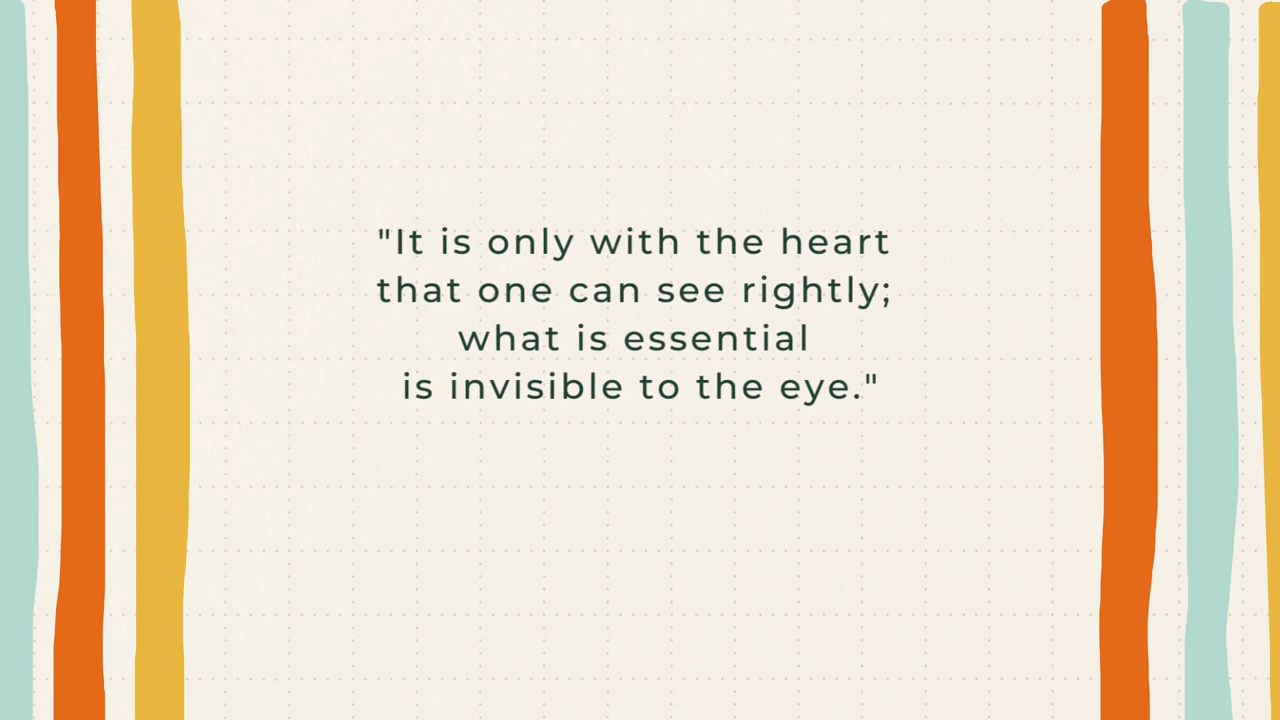 "It is only with the heart
that one can see rightly;
what is essential
is invisible to the eye."